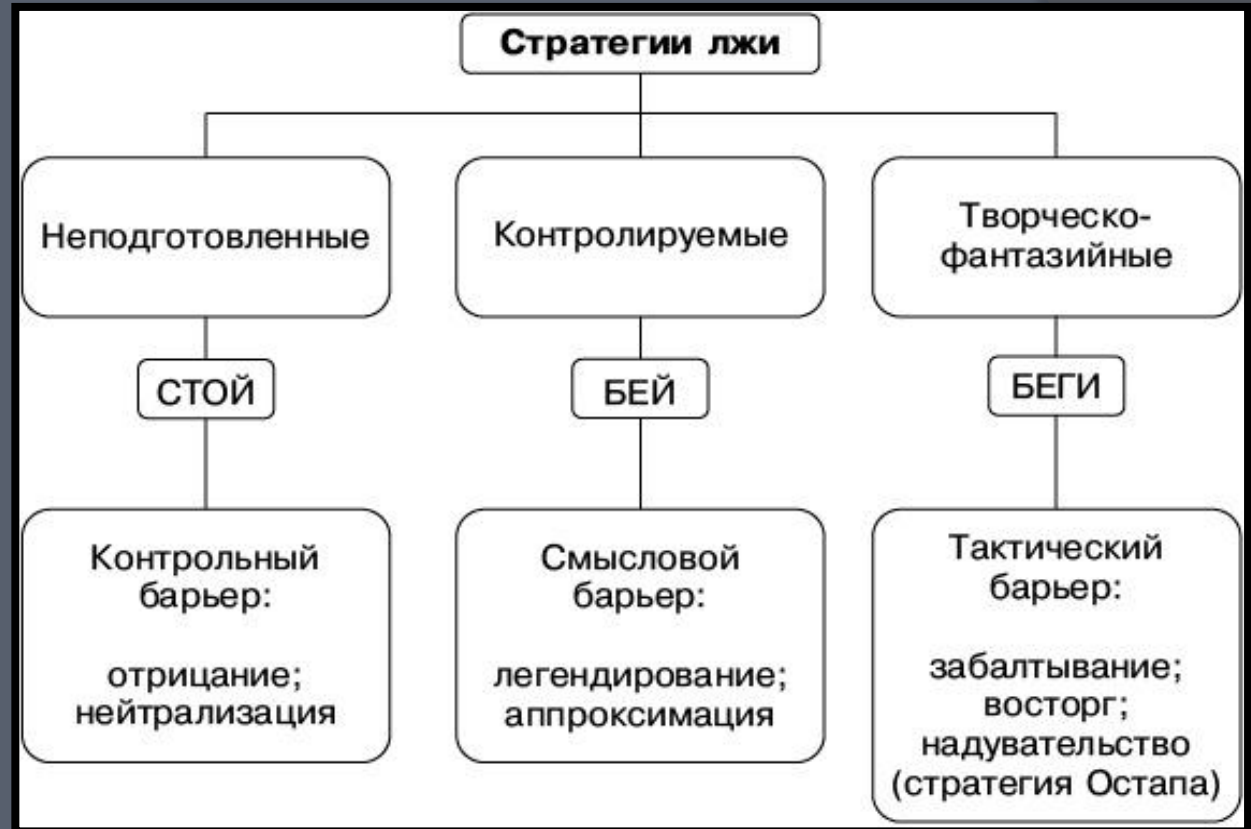 Стратегии лжи
Неподготовленные
Контролируемые
Творческо-
фантазийные
СТОЙ
БЕЙ
БЕГИ
Контрольный
барьер:
отрицание;
нейтрализация
Смысловой
барьер:
легендирование;
аппроксимация
Тактический
барьер:
забалтывание;
восторг;
надувательство
(стратегия Остапа)